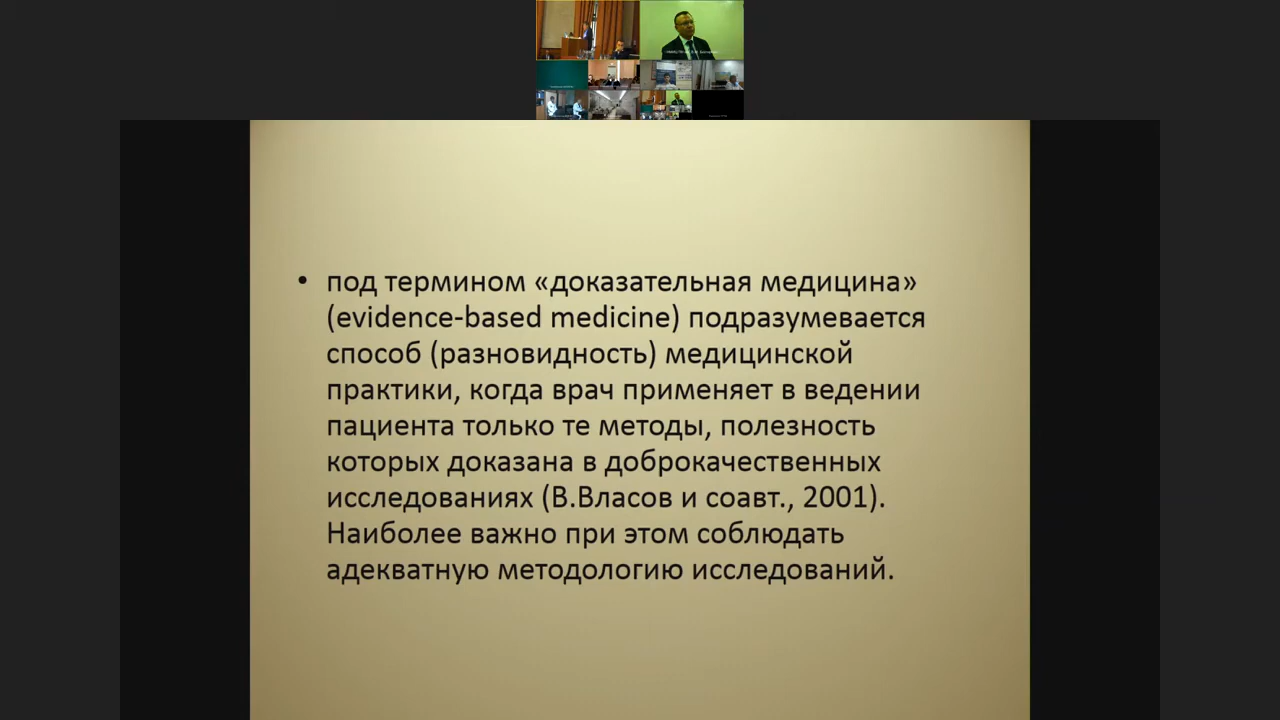 • под термином «доказательная медицина»
(evidence-based medicine) подразумевается
способ (разновидность) медицинской
практики, когда врач применяет в ведении
пациента только те методы, полезность
которых доказана в доброкачественных
исследованиях (В.Власов и соавт., 2001).
Наиболее важно при этом соблюдать
адекватную методологию исследований.